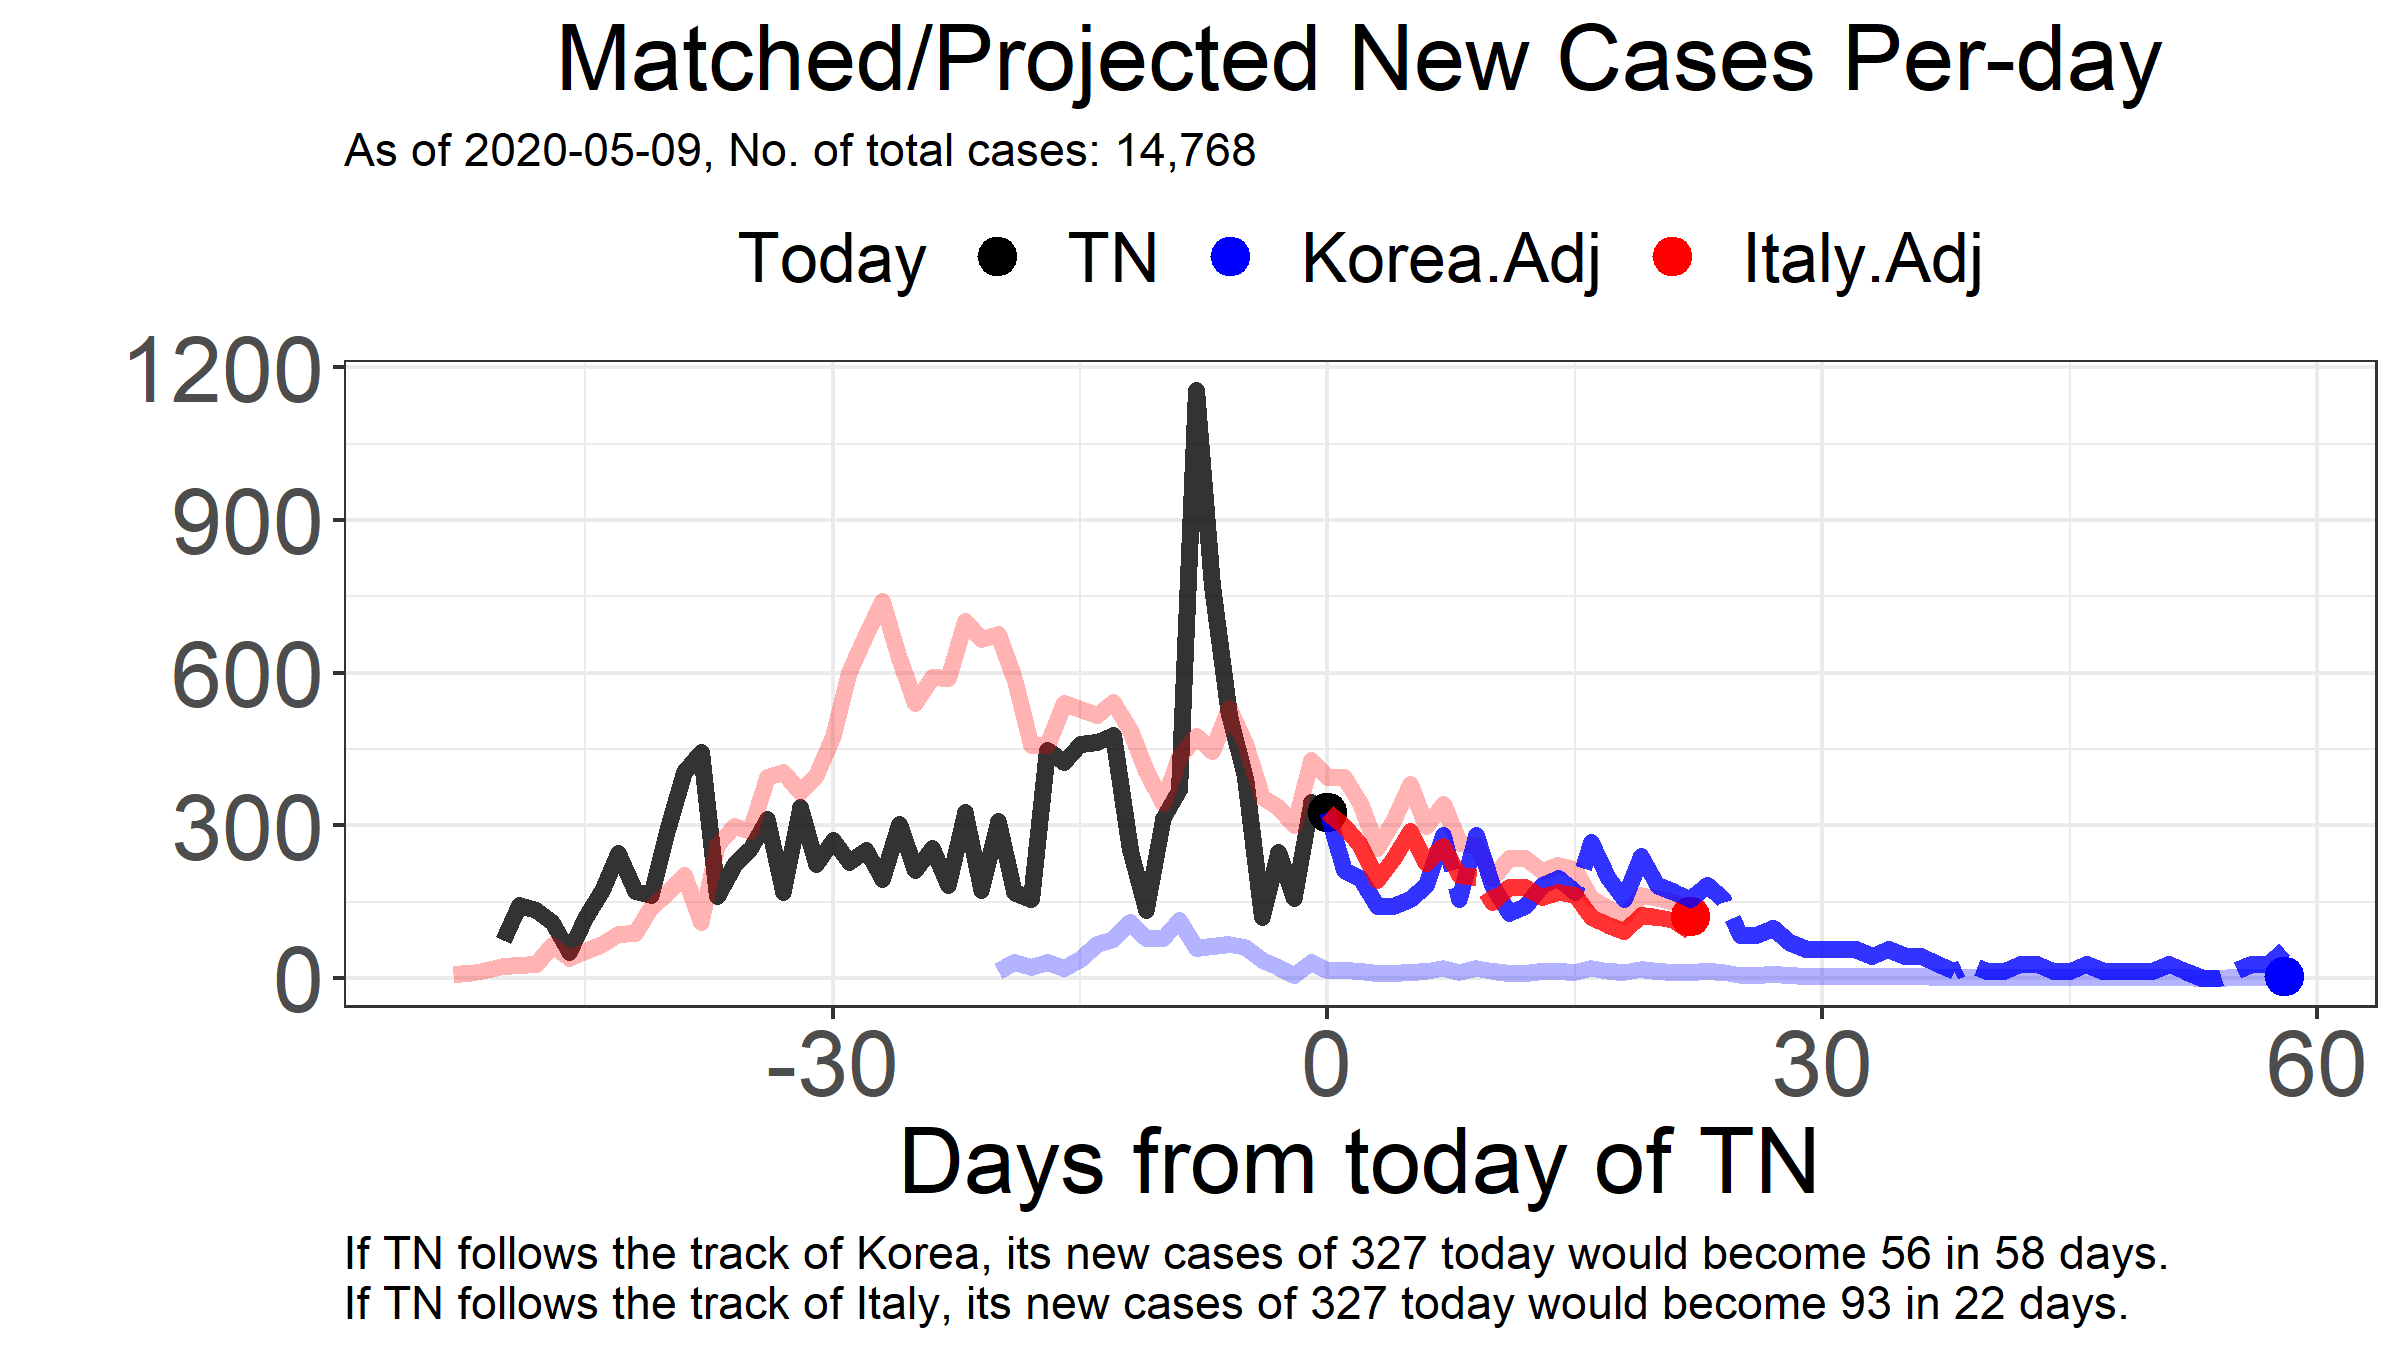 Matched/Projected New Cases Per-day
As of 2020-05-09, No. of total cases: 14,768
Today TN Korea.Adj Italy.Adj
1200
900
600
300
0
-30 0 30 60
Days from today of TN
If TN follows the track of Korea, its new cases of 327 today would become 56 in 58 days.
If TN follows the track of Italy, its new cases of 327 today would become 93 in 22 days.